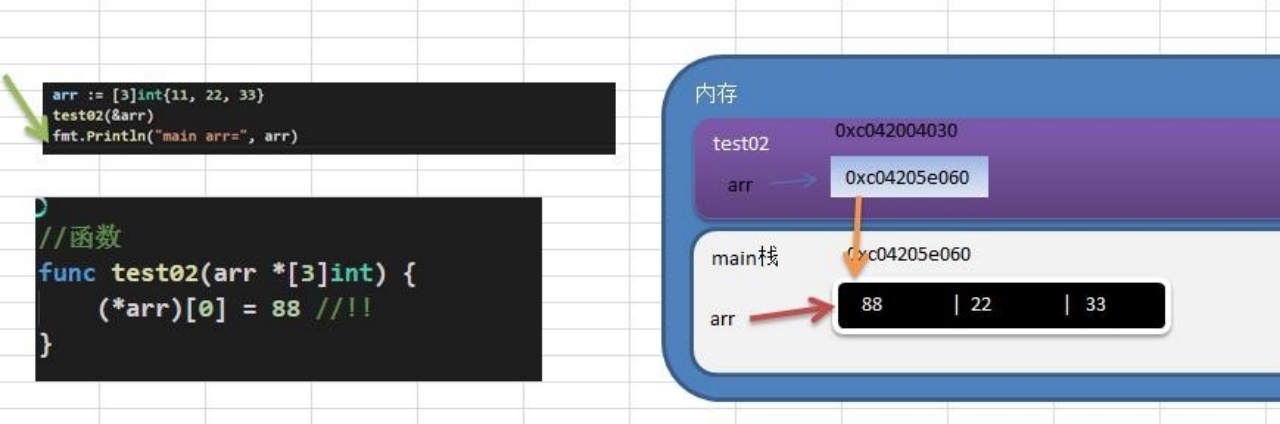 arr := [3]int{11, 22, 33}
test02(&arr)
fmt.Println("main arr=", arr)
//函数
func test02(arr *[3]int) {
(*arr)[0] = 88 //!!
}
内存
test02
0xc042004030
arr
0xc04205e060
main栈
0xc04205e060
arr
88 | 22 | 33